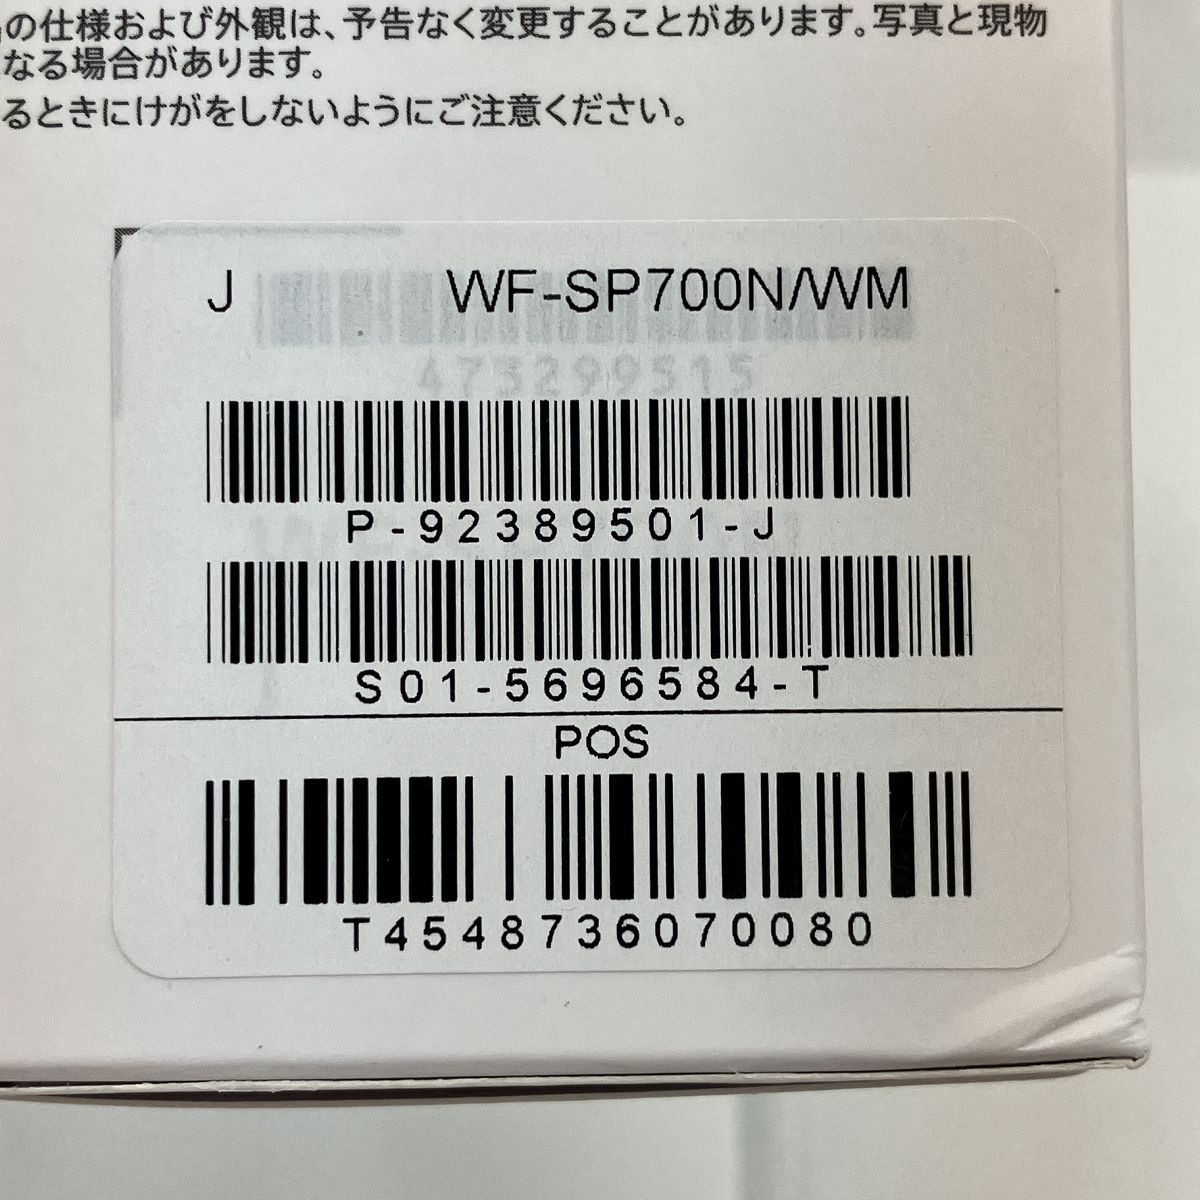 の仕様および外観は、予告なく変更することがあります。写真と現物
なる場合があります。
るときにけがをしないようにご注意ください。
J WF-SP700N/WM
473299515
P-92389501-J
S01-5696584-T
POS
T4548736070080